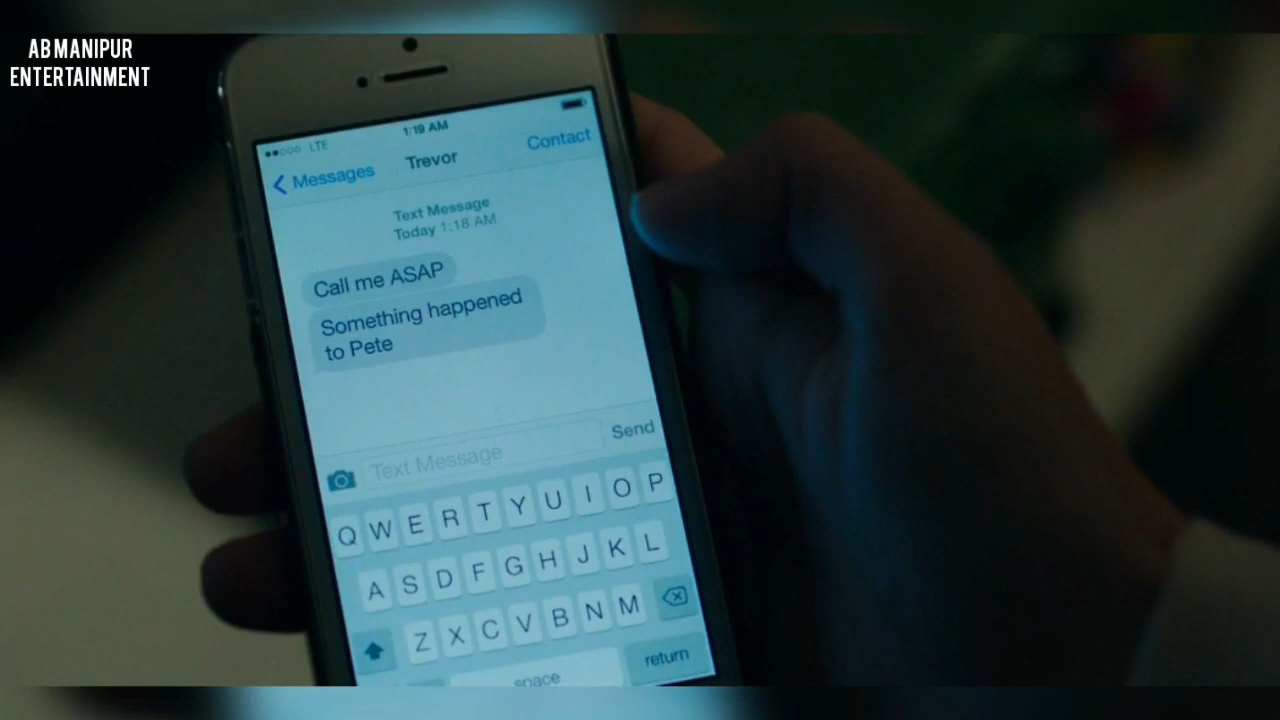 AB MANIPUR
ENTERTAINMENT
LTE
1:19 AM
Messages
Trevor
Contact
Text Message
Today 1:18 AM
Call me ASAP
Something happened
to Pete
Text Message
Send
Q W E R T Y U I O P
A S D F G H J K L
Z X C V B N M
space
return